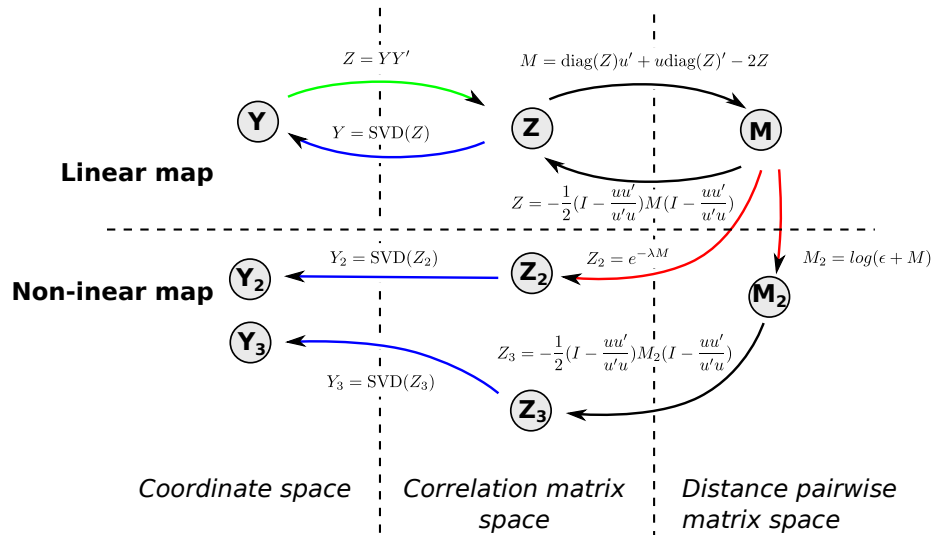 Z = YY′
M = diag(Z)u′ + udiag(Z)′ − 2Z
Y
Z
M
Y = SVD(Z)
Linear map
Z = −1/2(I − uu′/u′u)M(I − uu′/u′u)
Y₂ = SVD(Z₂)
Z₂ = e^{−λM}
M₂ = log(ϵ + M)
Y₂
Z₂
M₂
Non-inear map
Y₃
Z₃ = −1/2(I − uu′/u′u)M₂(I − uu′/u′u)
Y₃ = SVD(Z₃)
Z₃
Coordinate space
Correlation matrix
space
Distance pairwise
matrix space